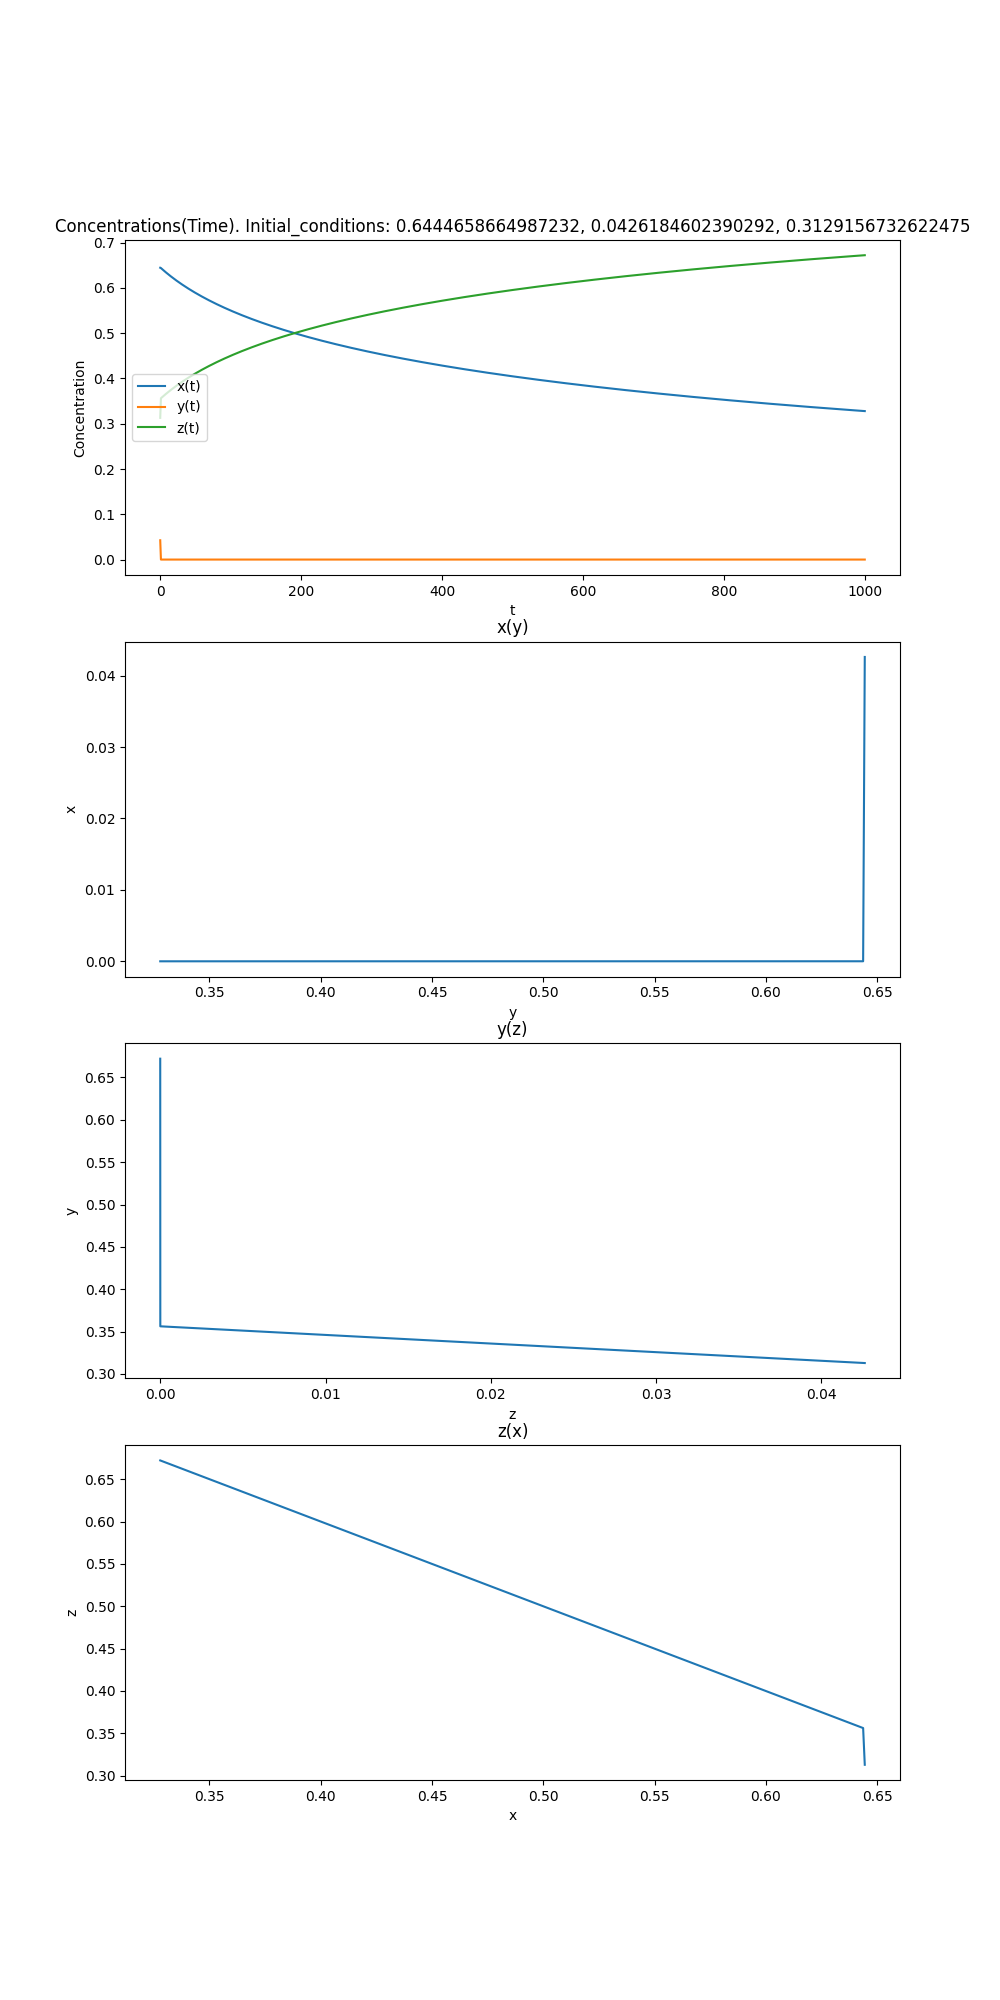 Concentrations(Time). Initial_conditions: 0.6444658664987232, 0.0426184602390292, 0.3129156732622475
0.7
0.6
0.5
0.4
0.3
0.2
0.1
0.0
Concentration
x(t)
y(t)
z(t)
0 200 400 600 800 1000
t
x(y)
0.04
0.03
0.02
0.01
0.00
x
0.35 0.40 0.45 0.50 0.55 0.60 0.65
y
y(z)
0.65
0.60
0.55
0.50
0.45
0.40
0.35
0.30
y
0.00 0.01 0.02 0.03 0.04
z
z(x)
0.65
0.60
0.55
0.50
0.45
0.40
0.35
0.30
z
0.35 0.40 0.45 0.50 0.55 0.60 0.65
x